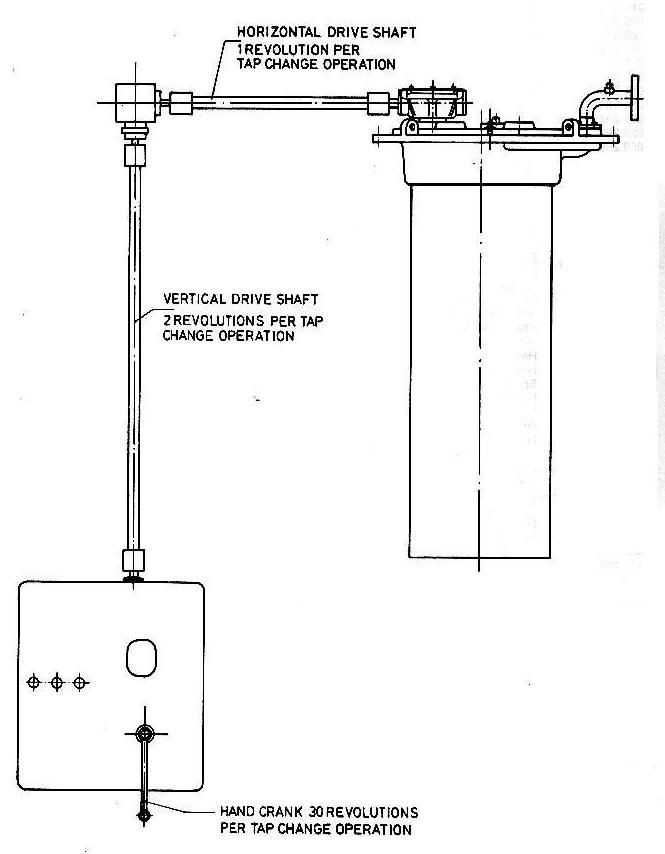 HORIZONTAL DRIVE SHAFT
1 REVOLUTION PER
TAP CHANGE OPERATION
VERTICAL DRIVE SHAFT
2 REVOLUTIONS PER TAP
CHANGE OPERATION
HAND CRANK 30 REVOLUTIONS
PER TAP CHANGE OPERATION